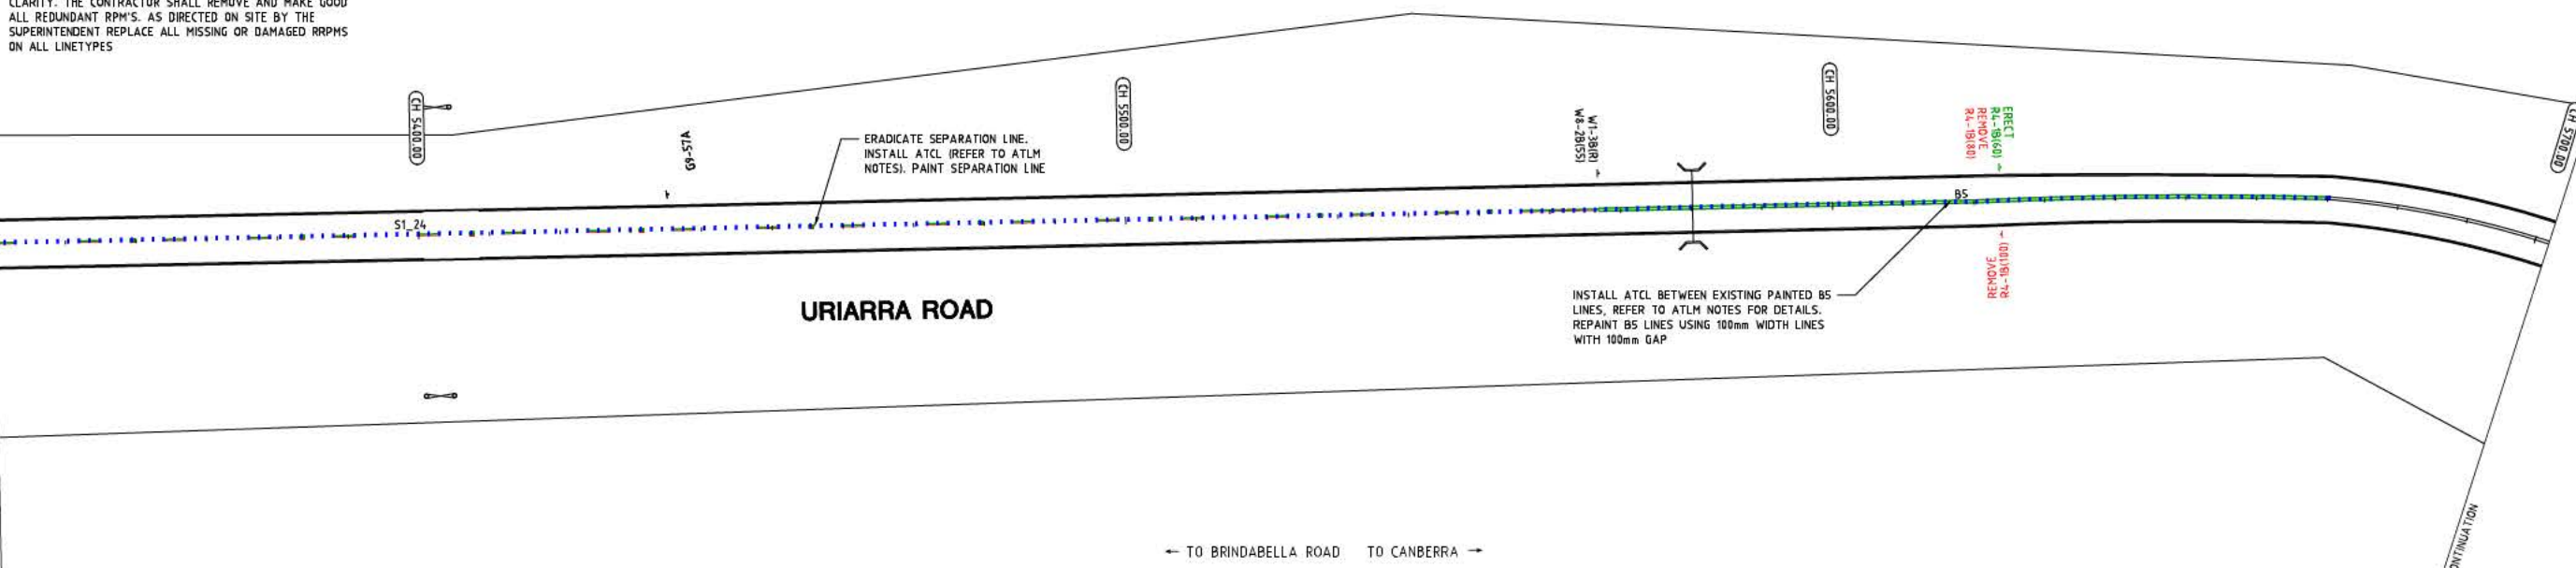 CLARITY. THE CONTRACTOR SHALL REMOVE AND MAKE GOOD
ALL REDUNDANT RPM'S. AS DIRECTED ON SITE BY THE
SUPERINTENDENT REPLACE ALL MISSING OR DAMAGED RRPMS
ON ALL LINETYPES
CH 5400.00
G9-57A
ERADICATE SEPARATION LINE.
INSTALL ATCL (REFER TO ATLM
NOTES). PAINT SEPARATION LINE
CH 5500.00
W1-3B(R)
W8-2B(55)
CH 5600.00
ERECT
R4-1B(60)
REMOVE
R4-1B(80)
CH 5700.00
S1_24
B5
REMOVE
R4-1B(100)
URIARRA ROAD
INSTALL ATCL BETWEEN EXISTING PAINTED B5
LINES, REFER TO ATLM NOTES FOR DETAILS.
REPAINT B5 LINES USING 100mm WIDTH LINES
WITH 100mm GAP
← TO BRINDABELLA ROAD TO CANBERRA →
ONTINUATION